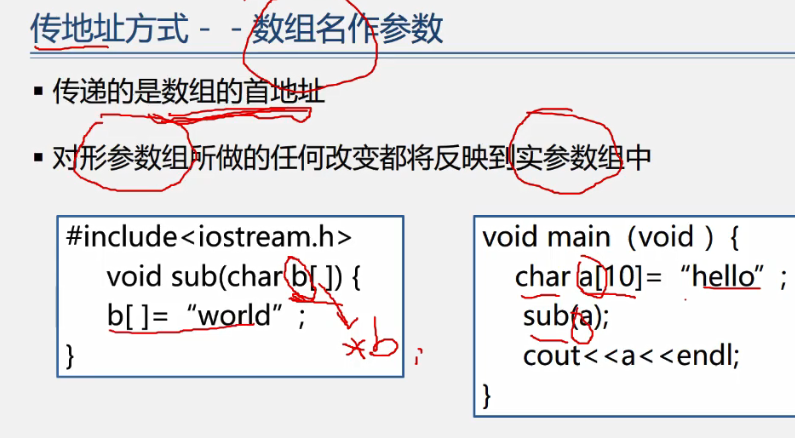 传地址方式--数组名作参数
▪ 传递的是数组的首地址
▪ 对形参数组所做的任何改变都将反映到实参数组中
#include<iostream.h>
void sub(char b[ ]) {
b[ ]= “world” ;
}
*b ;
void main (void ) {
char a[10]= “hello” ;
sub(a);
cout<<a<<endl;
}